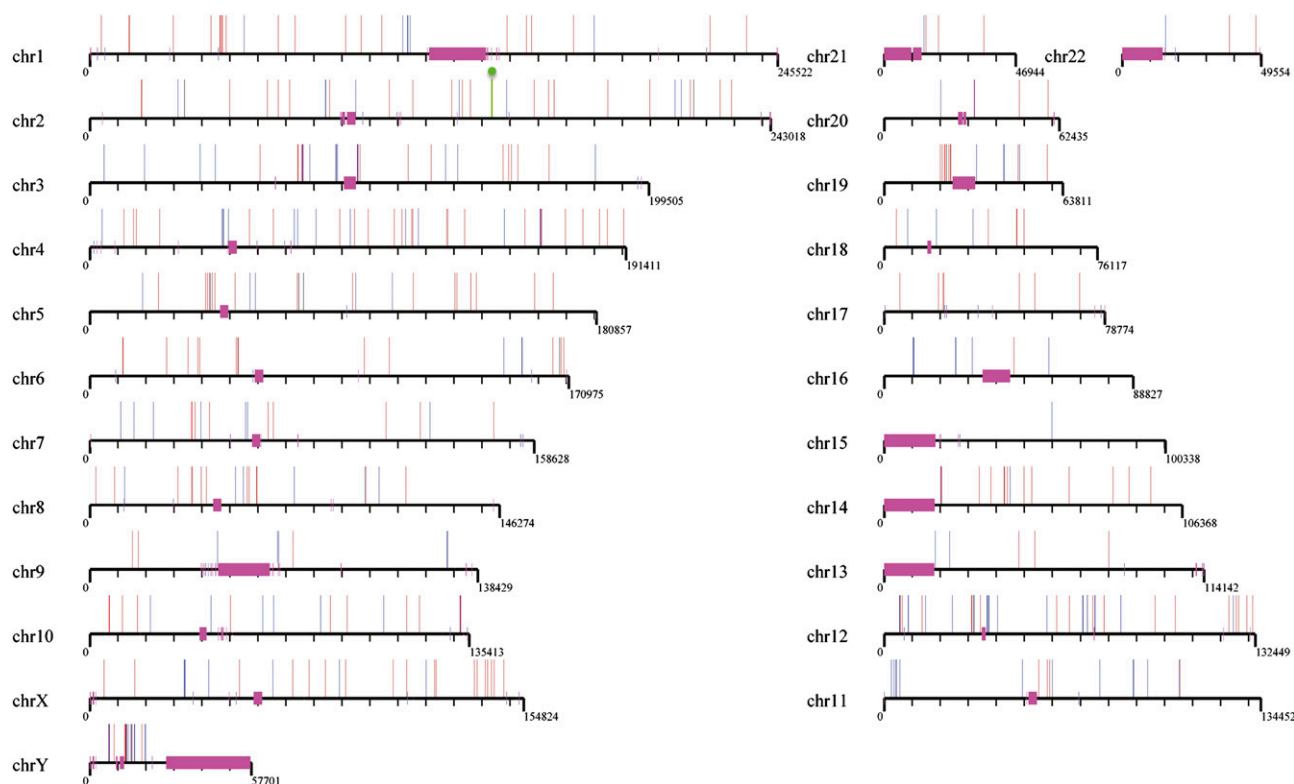 chr1 0 245522 chr21 0 46944 chr22 0 49554
chr2 0 243018 chr20 0 62435
chr3 0 199505 chr19 0 63811
chr4 0 191411 chr18 0 76117
chr5 0 180857 chr17 0 78774
chr6 0 170975 chr16 0 88827
chr7 0 158628 chr15 0 100338
chr8 0 146274 chr14 0 106368
chr9 0 138429 chr13 0 114142
chr10 0 135413 chr12 0 132449
chrX 0 154824 chr11 0 134452
chrY 0 57701